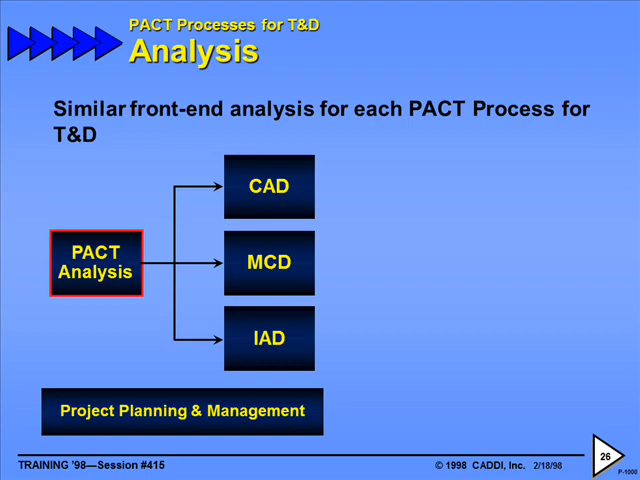 PACT Processes for T&D
Analysis
Similar front-end analysis for each PACT Process for
T&D
CAD
PACT
Analysis
MCD
IAD
Project Planning & Management
TRAINING '98—Session #415
© 1998 CADDI, Inc. 2/18/98
26
P-1000